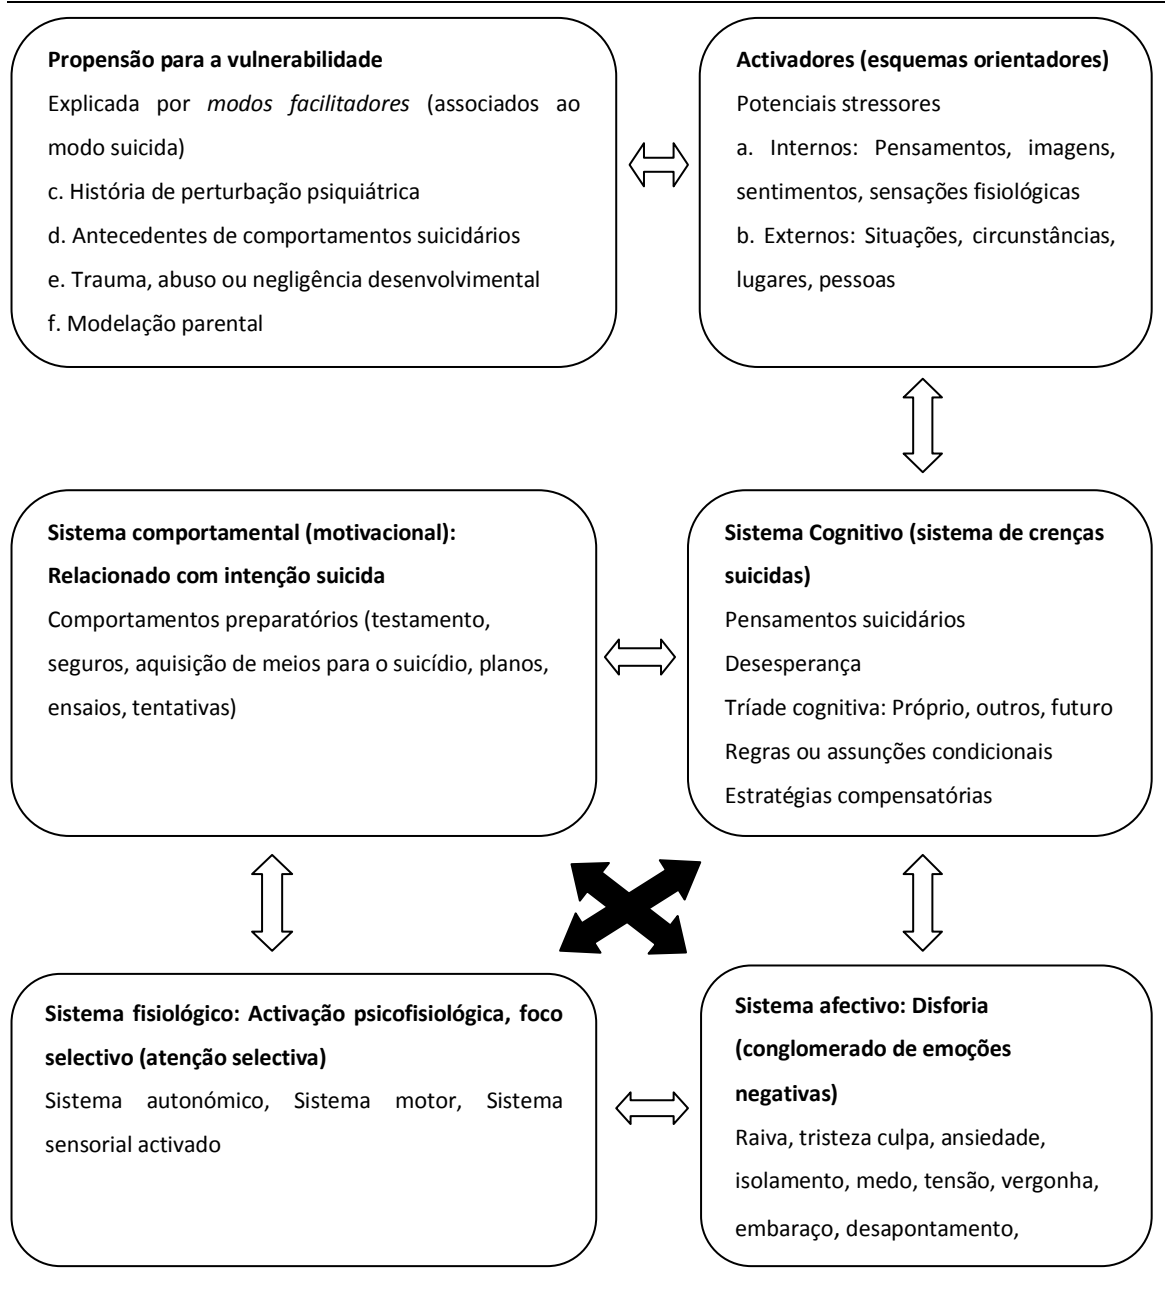 Propensão para a vulnerabilidade
Explicada por modos facilitadores (associados ao
modo suicida)
c. História de perturbação psiquiátrica
d. Antecedentes de comportamentos suicidários
e. Trauma, abuso ou negligência desenvolvimental
f. Modelação parental
Activadores (esquemas orientadores)
Potenciais stressores
a. Internos: Pensamentos, imagens,
sentimentos, sensações fisiológicas
b. Externos: Situações, circunstâncias,
lugares, pessoas
Sistema comportamental (motivacional):
Relacionado com intenção suicida
Comportamentos preparatórios (testamento,
seguros, aquisição de meios para o suicídio, planos,
ensaios, tentativas)
Sistema Cognitivo (sistema de crenças
suicidas)
Pensamentos suicidários
Desesperança
Tríade cognitiva: Próprio, outros, futuro
Regras ou assunções condicionais
Estratégias compensatórias
Sistema fisiológico: Activação psicofisiológica, foco
selectivo (atenção selectiva)
Sistema autonómico, Sistema motor, Sistema
sensorial activado
Sistema afectivo: Disforia
(conglomerado de emoções
negativas)
Raiva, tristeza culpa, ansiedade,
isolamento, medo, tensão, vergonha,
embaraço, desapontamento,